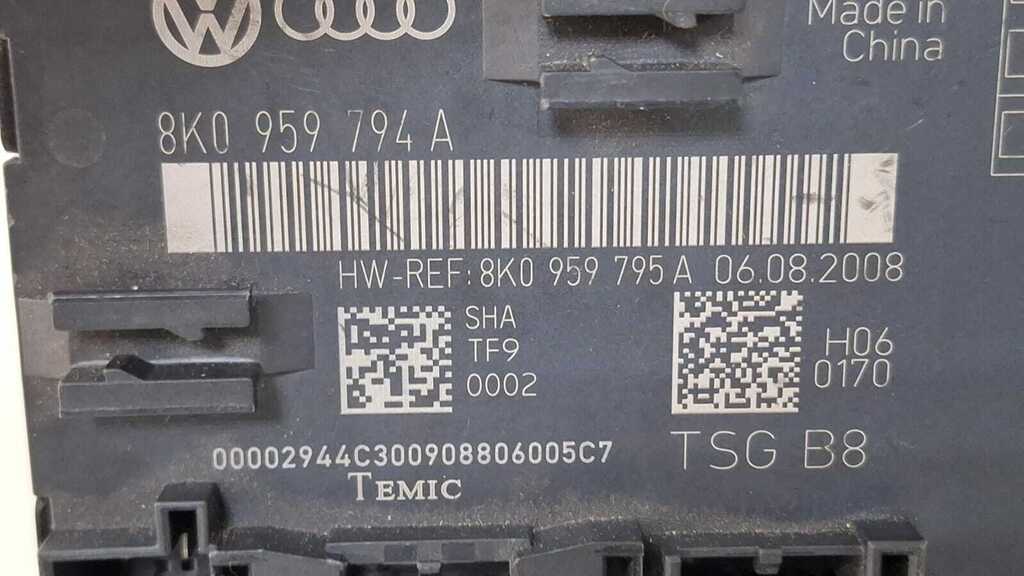 Made in
China
8K0 959 794 A
HW-REF:8K0 959 795 A 06.08.2008
SHA
TF9
0002
H06
0170
00002944C300908806005C7
TSG B8
TEMIC